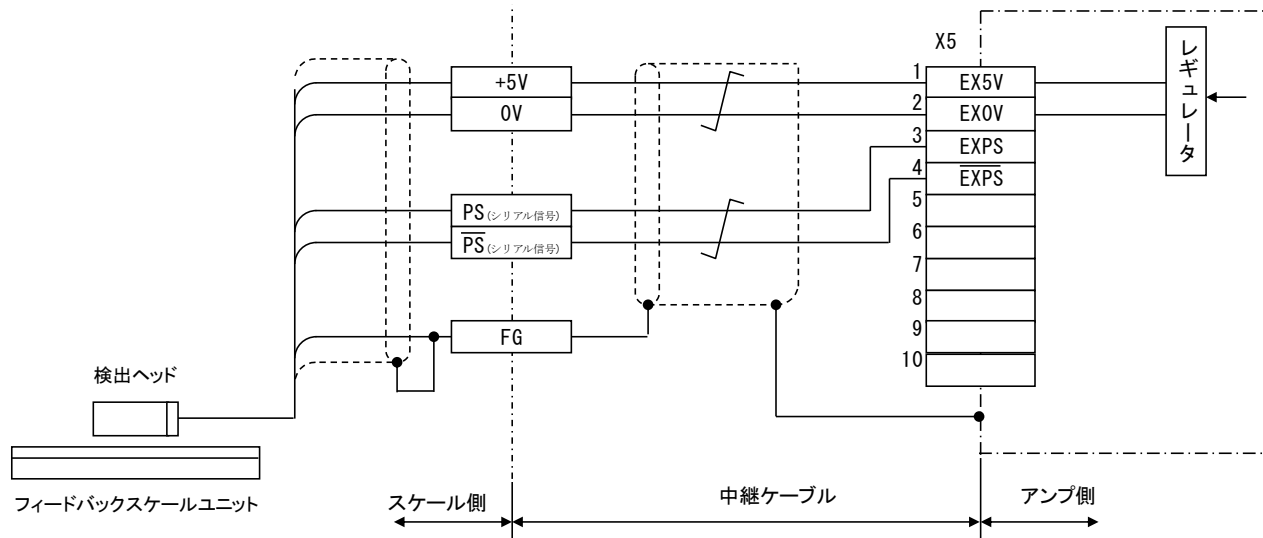 X5
レギュレータ
+5V
1
EX5V
0V
2
EX0V
3
EXPS
4
E̅X̅P̅S̅
5
PS(シリアル信号)
6
P̅S̅(シリアル信号)
7
8
9
FG
10
検出ヘッド
フィードバックスケールユニット
スケール側
中継ケーブル
アンプ側